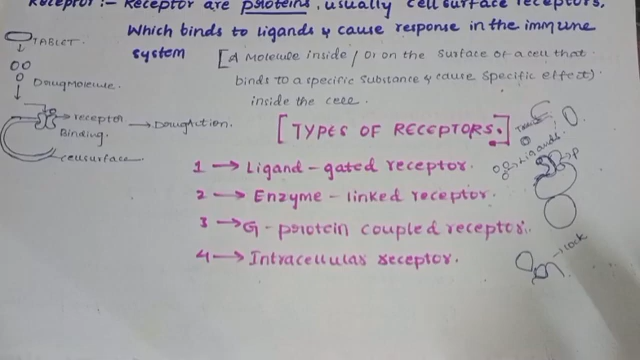 Receptor :- Receptor are proteins, usually cell surface receptors,
Which binds to ligands & cause response in the immune
system [A Moleculе inside / Or on the Surface of a cell that
binds to a specific Substance & cause Specific effect)
inside the cell.
TABLET
Drug Molecule.
receptor
Binding.
Drug Action.
cell surface
[TYPES OF RECEPTORS.]
1 → Ligand - gated receptor.
2 → Enzyme - linked receptor.
3 → G - protein coupled receptor.
4 → Intracellular receptor.
Ligands
P
lock